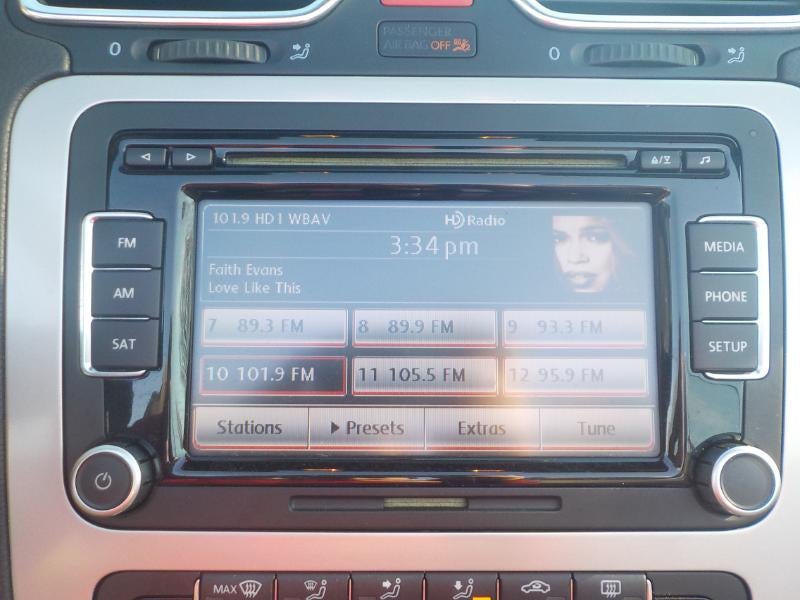 0
PASSENGER
AIR BAG OFF
0
FM
AM
SAT
101.9 HD1 WBAV
HD Radio
3:34 pm
Faith Evans
Love Like This
7 89.3 FM
8 89.9 FM
9 93.3 FM
10 101.9 FM
11 105.5 FM
12 95.9 FM
Stations
Presets
Extras
Tune
MEDIA
PHONE
SETUP
MAX